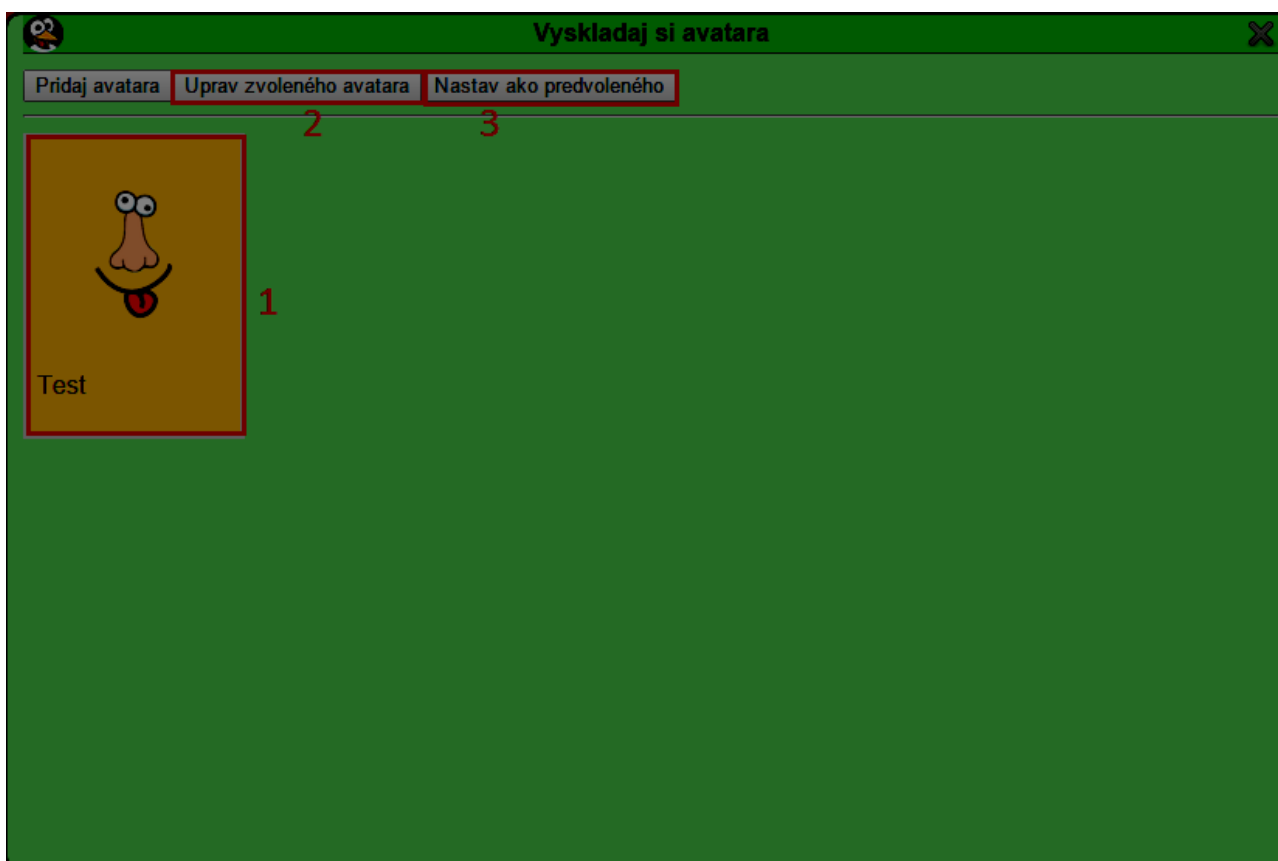 Vyskladaj si avatara
Pridaj avatara Uprav zvoleného avatara Nastav ako predvoleného
2 3
1
Test